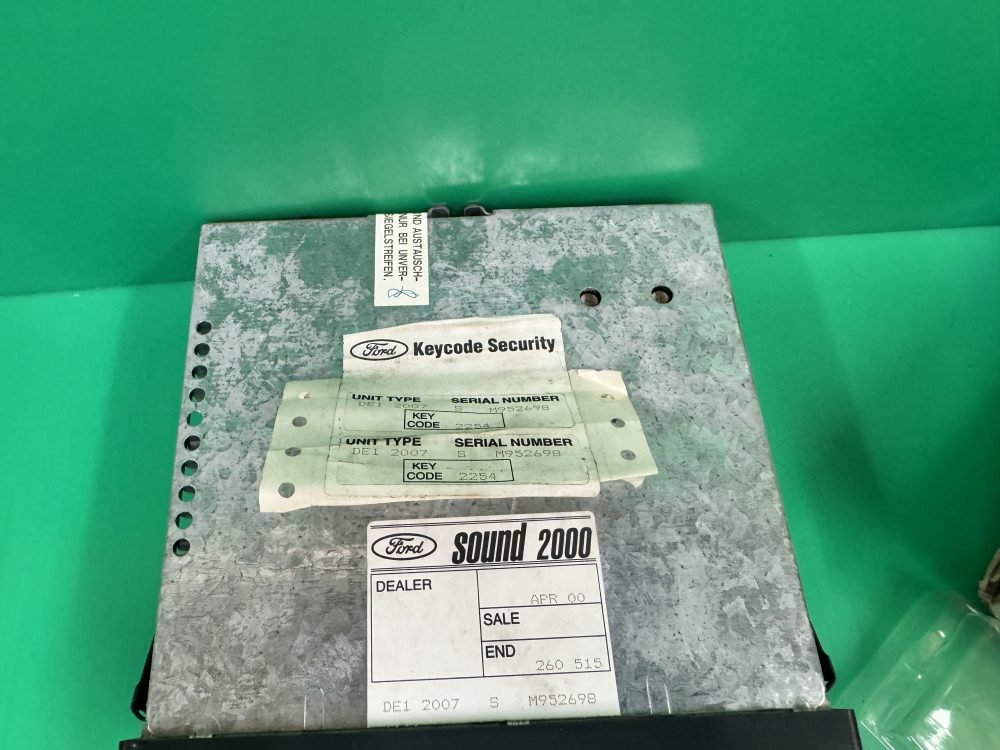 ND AUSTAUSCH-
NUR BEI UNVER-
SIEGELSTREIFEN.
Ford Keycode Security
UNIT TYPE SERIAL NUMBER
DE1 2007 S M952698
KEY CODE 2254
UNIT TYPE SERIAL NUMBER
DE1 2007 S M952698
KEY CODE 2254
Ford sound 2000
DEALER
APR 00
SALE
END
260 515
DE1 2007 S M952698